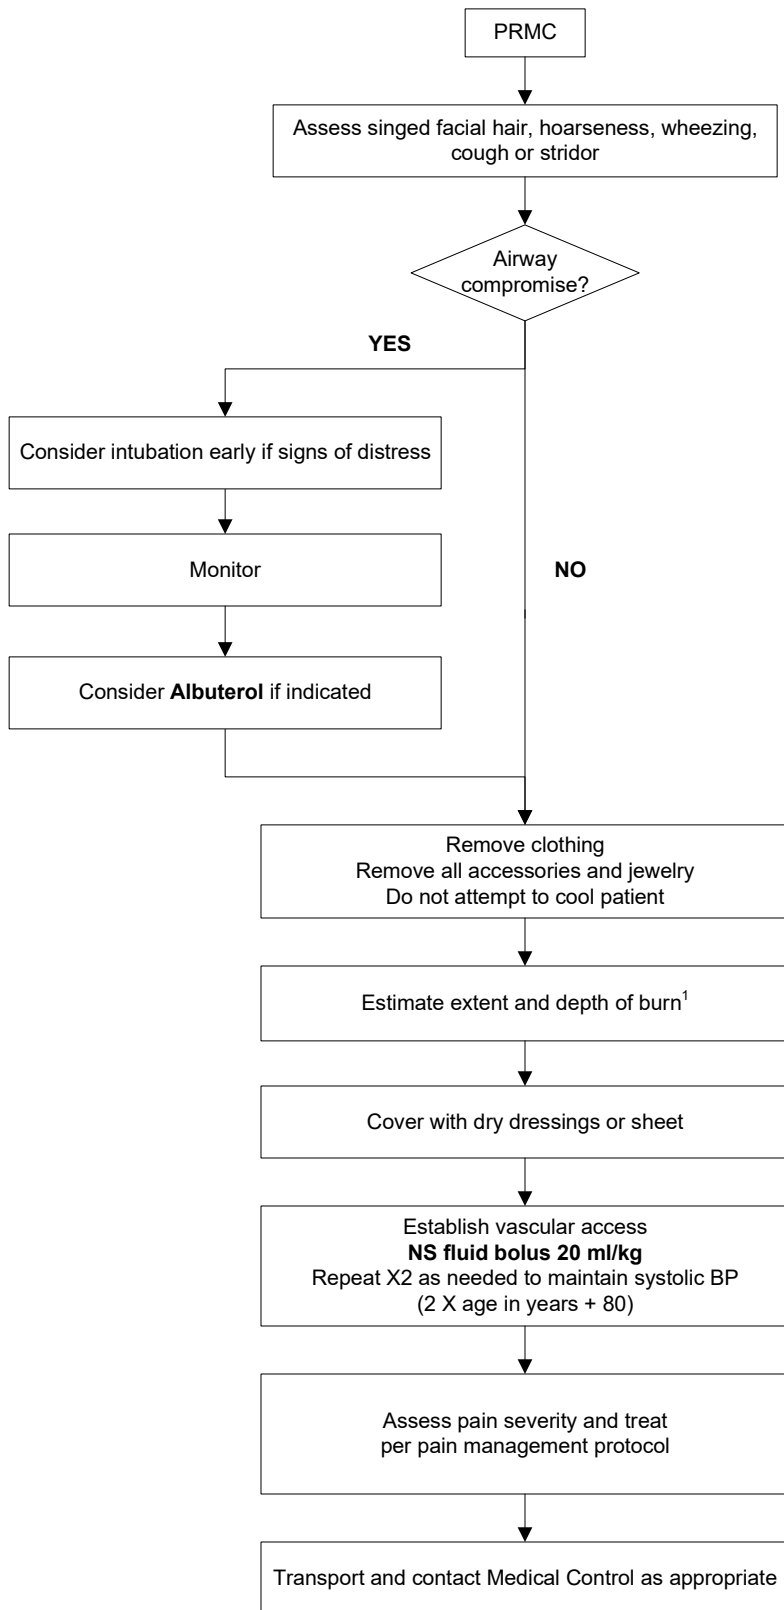 PRMC
Assess singed facial hair, hoarseness, wheezing,
cough or stridor
Airway
compromise?
YES
Consider intubation early if signs of distress
Monitor
NO
Consider Albuterol if indicated
Remove clothing
Remove all accessories and jewelry
Do not attempt to cool patient
Estimate extent and depth of burn¹
Cover with dry dressings or sheet
Establish vascular access
NS fluid bolus 20 ml/kg
Repeat X2 as needed to maintain systolic BP
(2 X age in years + 80)
Assess pain severity and treat
per pain management protocol
Transport and contact Medical Control as appropriate